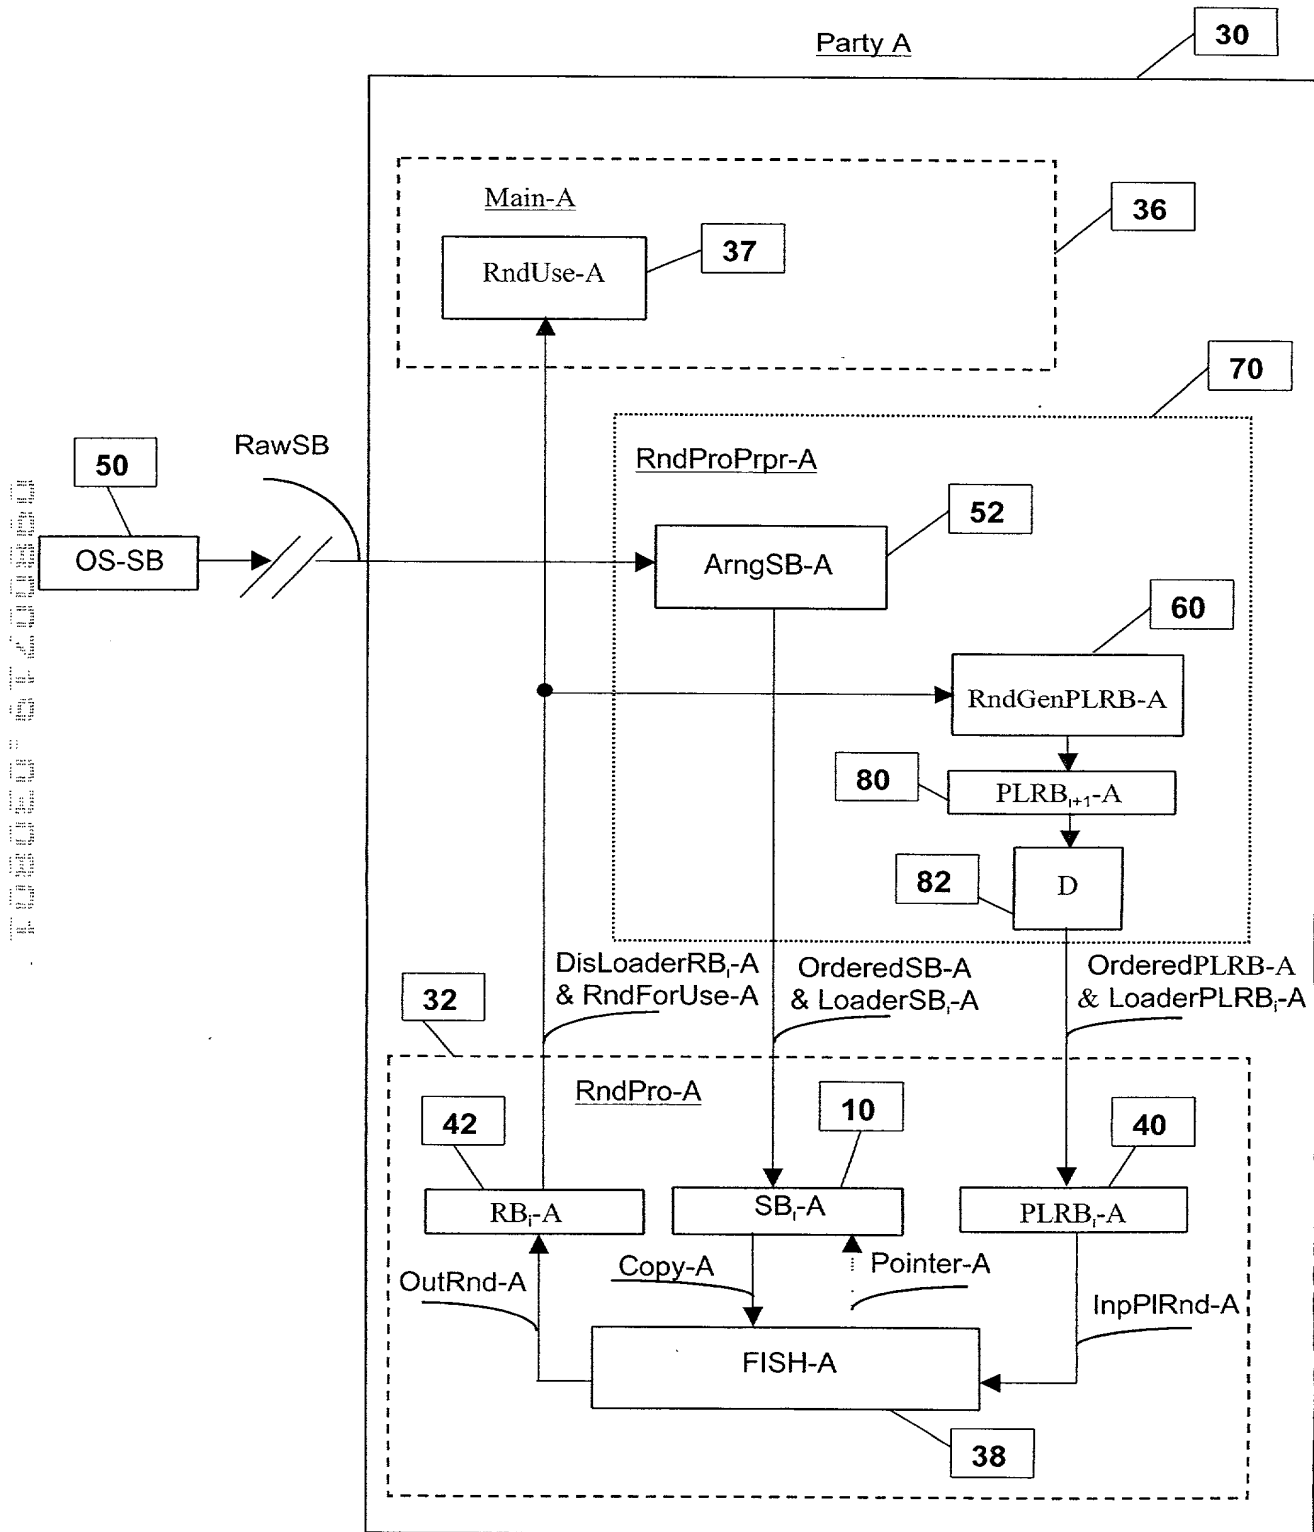 Party A
30
Main-A
36
RndUse-A
37
70
RawSB
50
RndProPrpr-A
52
OS-SB
ArngSB-A
60
RndGenPLRB-A
80
PLRBi+1-A
82
D
DisLoaderRBi-A
& RndForUse-A
OrderedSB-A
& LoaderSBi-A
OrderedPLRB-A
& LoaderPLRBi-A
32
RndPro-A
42
10
40
RBi-A
SBi-A
PLRBi-A
OutRnd-A
Copy-A
Pointer-A
InpPlRnd-A
FISH-A
38